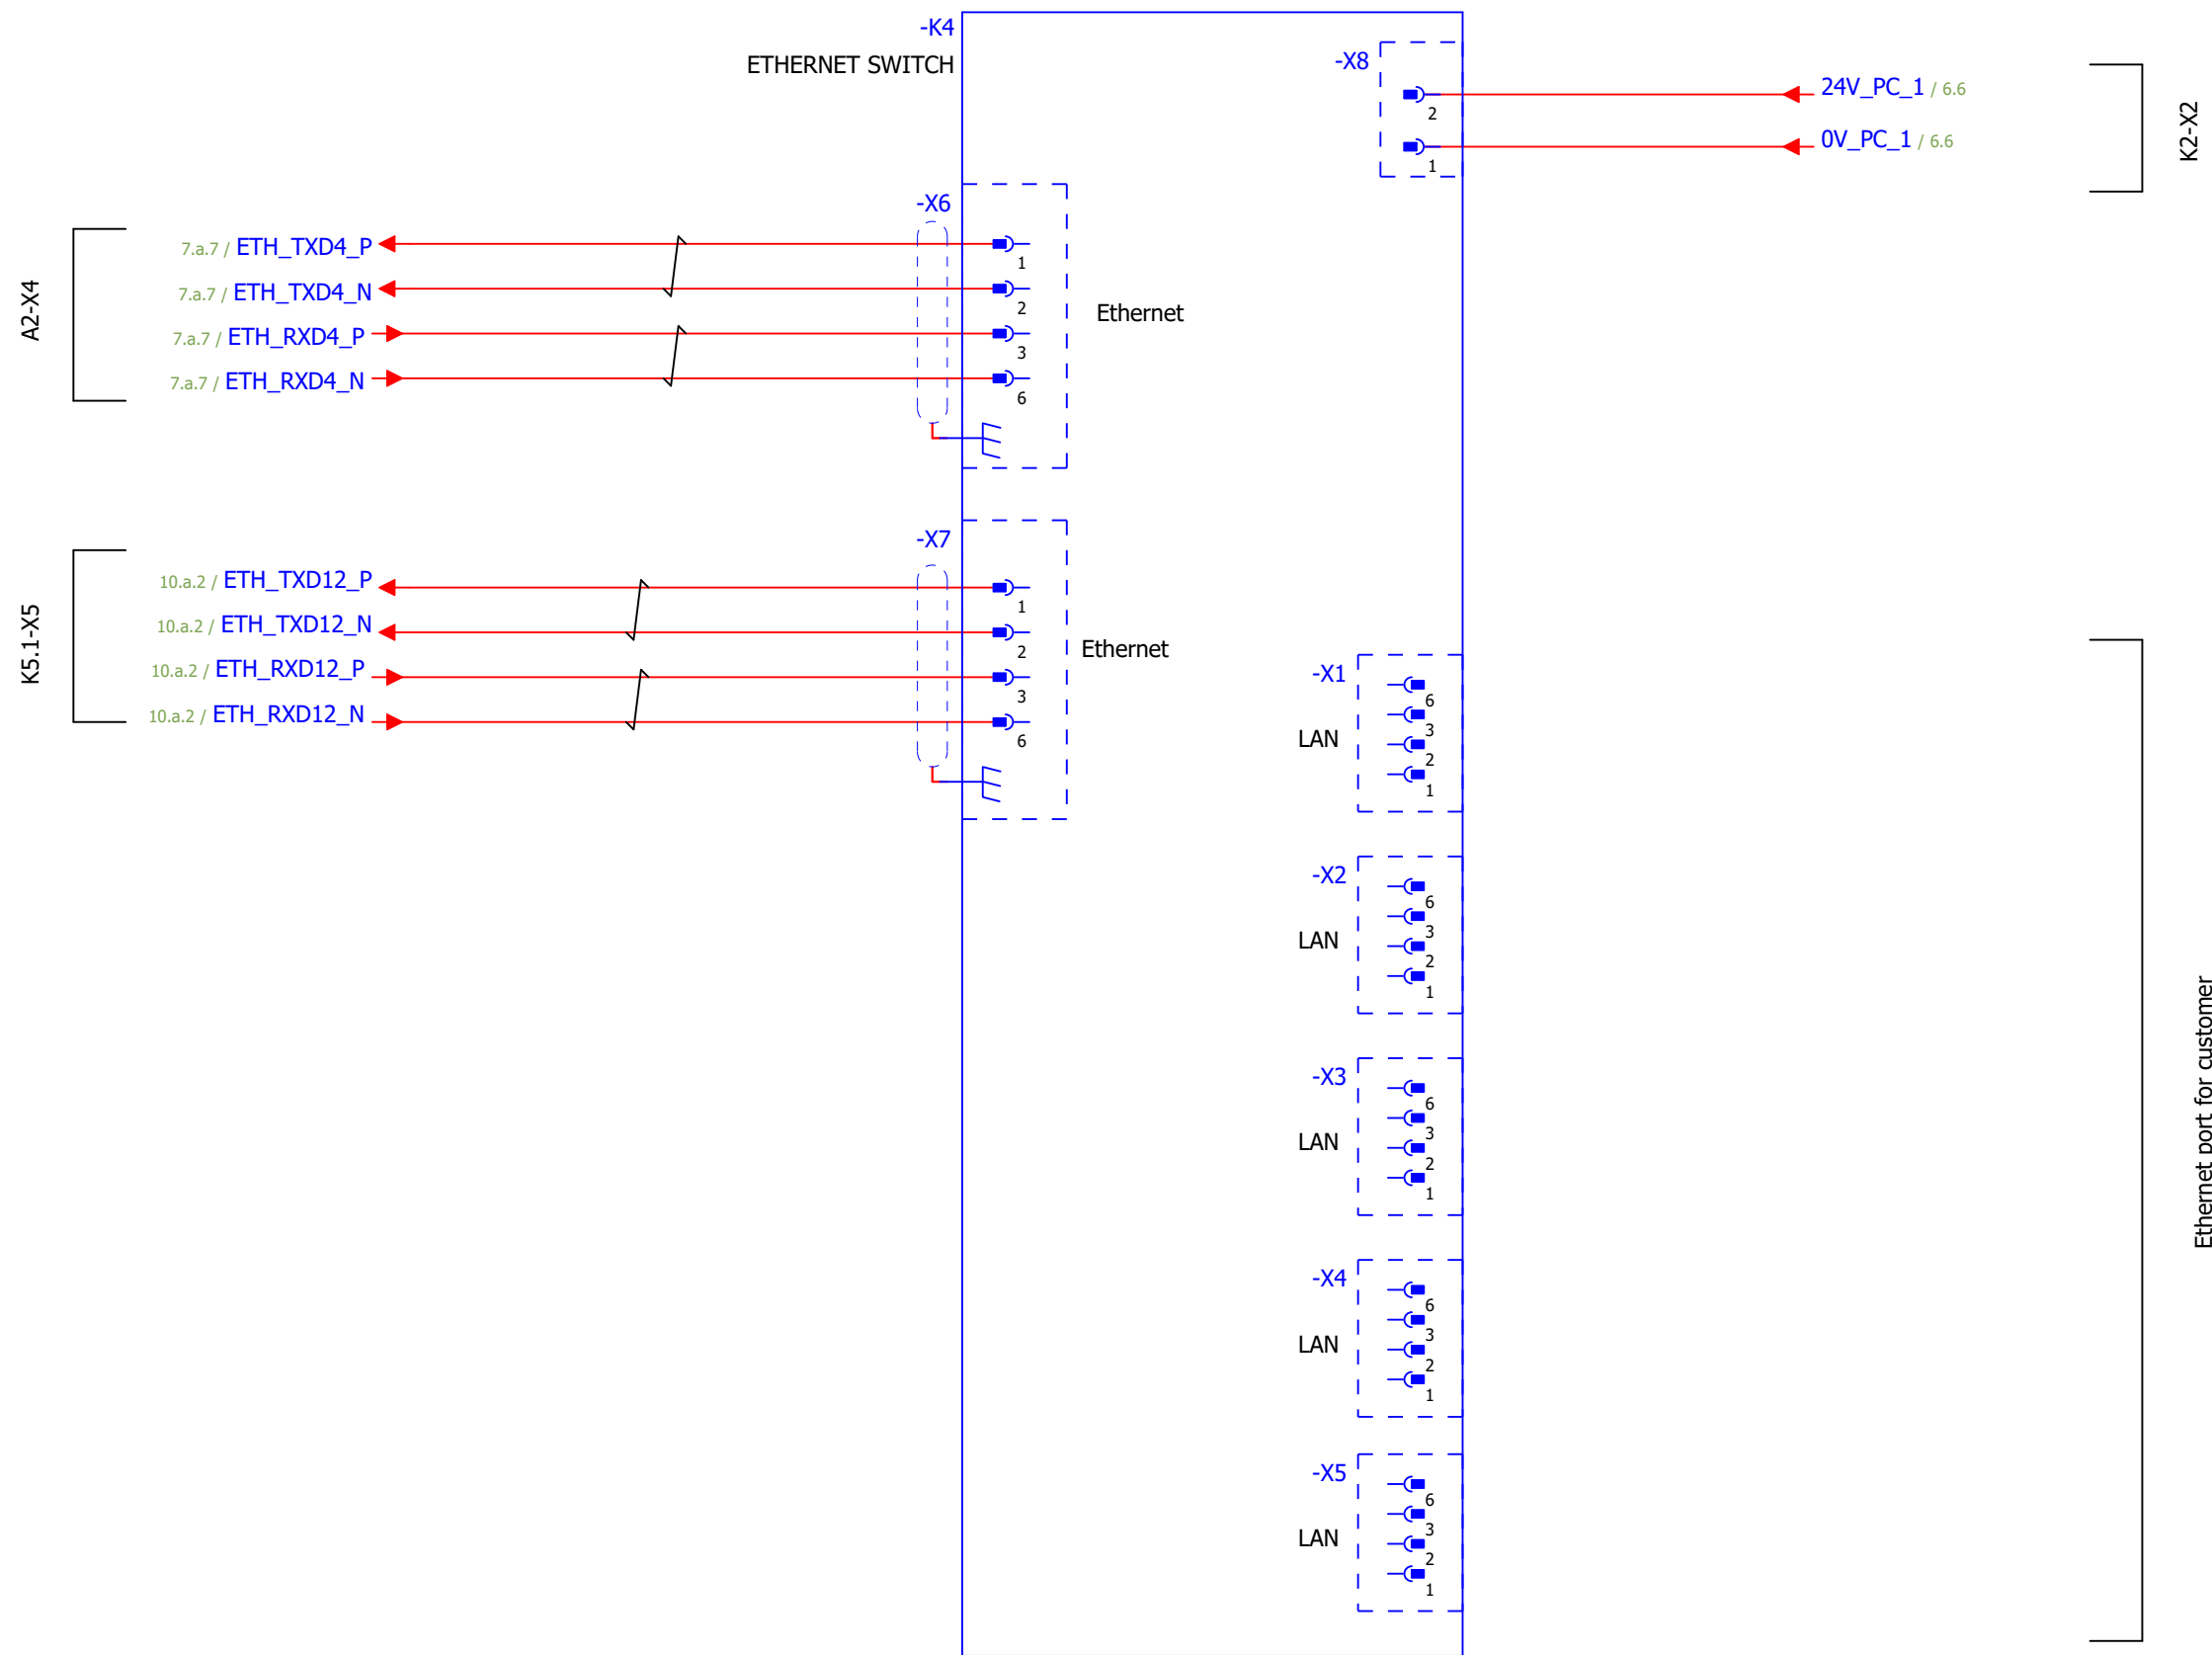 -K4
ETHERNET SWITCH
-X8
2
24V_PC_1 / 6.6
1
0V_PC_1 / 6.6
K2-X2
A2-X4
-X6
7.a.7 / ETH_TXD4_P
1
7.a.7 / ETH_TXD4_N
2
7.a.7 / ETH_RXD4_P
3
7.a.7 / ETH_RXD4_N
6
Ethernet
K5.1-X5
-X7
10.a.2 / ETH_TXD12_P
1
10.a.2 / ETH_TXD12_N
2
10.a.2 / ETH_RXD12_P
3
10.a.2 / ETH_RXD12_N
6
Ethernet
-X1
LAN
6
3
2
1
-X2
LAN
6
3
2
1
-X3
LAN
6
3
2
1
-X4
LAN
6
3
2
1
-X5
LAN
6
3
2
1
Ethernet port for customer